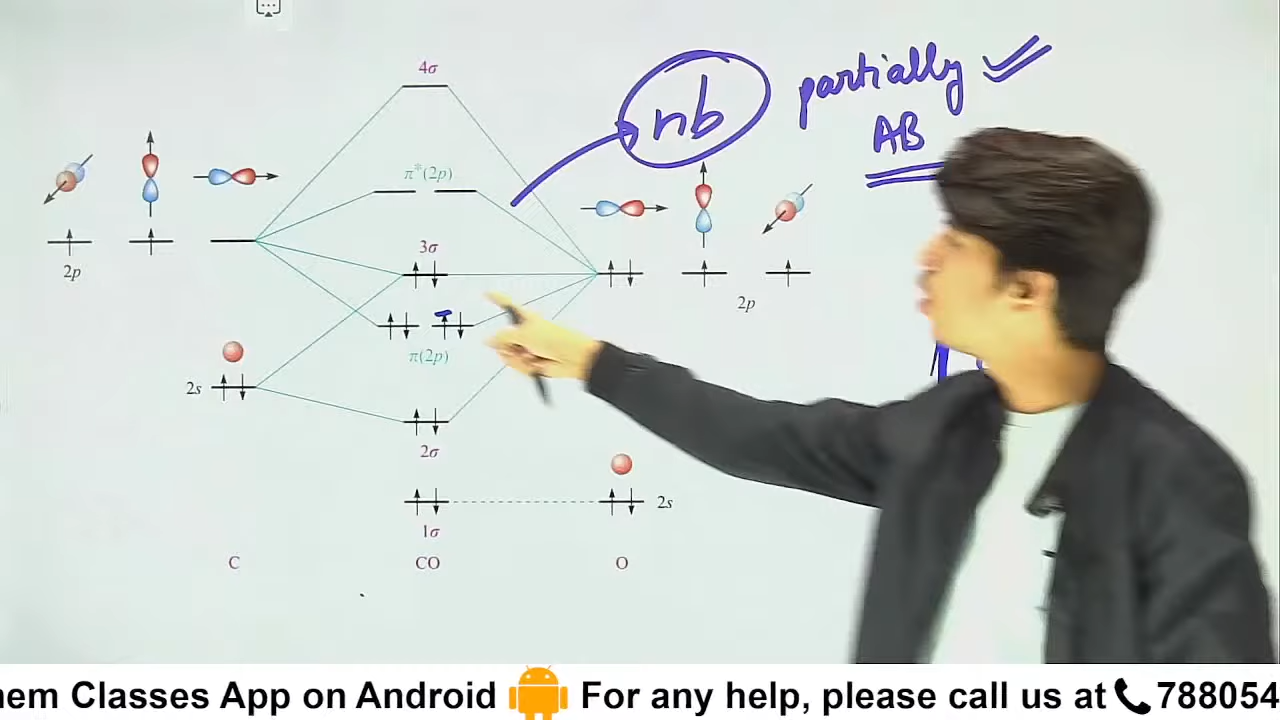 4σ
nb
partially
AB
π*(2p)
3σ
2p
2p
π(2p)
2s
2σ
2s
1σ
C
CO
O
nem Classes App on Android
For any help, please call us at
788054